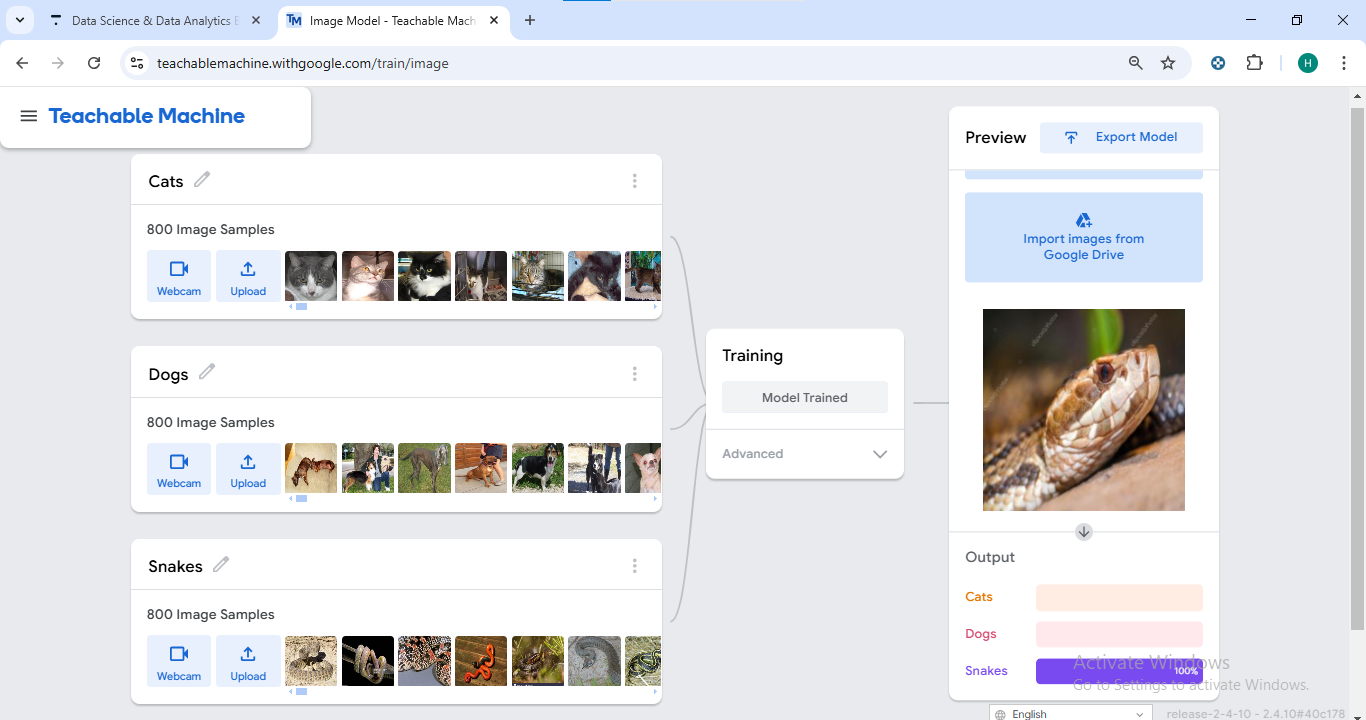 Data Science & Data Analytics
Image Model - Teachable Mach
teachablemachine.withgoogle.com/train/image
H
Teachable Machine
Cats
800 Image Samples
Webcam
Upload
Dogs
800 Image Samples
Webcam
Upload
Snakes
800 Image Samples
Webcam
Upload
Training
Model Trained
Advanced
Preview
Export Model
Import images from
Google Drive
Output
Cats
Dogs
Snakes
100%
Activate Windows
Go to Settings to activate Windows.
English
release-2-4-10 - 2.4.10#40c178